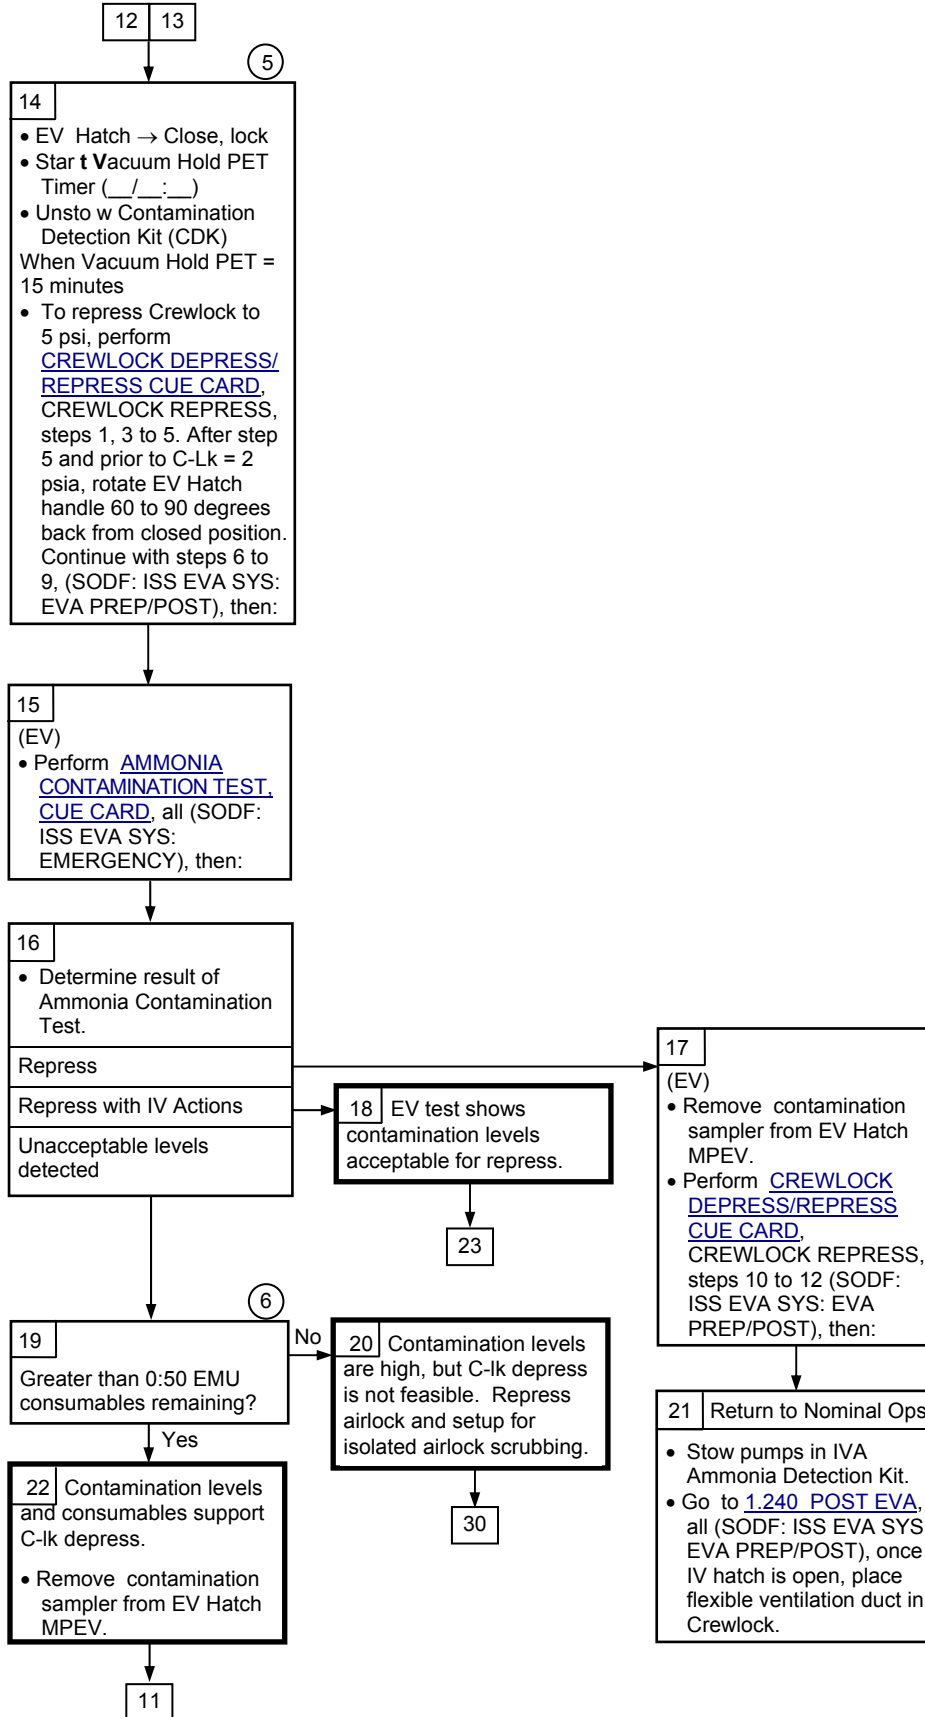 12 13
5
14
• EV Hatch → Close, lock
• Star t Vacuum Hold PET
Timer (__/__:__)
• Unsto w Contamination
Detection Kit (CDK)
When Vacuum Hold PET =
15 minutes
• To repress Crewlock to
5 psi, perform
CREWLOCK DEPRESS/
REPRESS CUE CARD,
CREWLOCK REPRESS,
steps 1, 3 to 5. After step
5 and prior to C-Lk = 2
psia, rotate EV Hatch
handle 60 to 90 degrees
back from closed position.
Continue with steps 6 to
9, (SODF: ISS EVA SYS:
EVA PREP/POST), then:
15
(EV)
• Perform AMMONIA
CONTAMINATION TEST,
CUE CARD, all (SODF:
ISS EVA SYS:
EMERGENCY), then:
16
• Determine result of
Ammonia Contamination
Test.
Repress
Repress with IV Actions
Unacceptable levels
detected
17
(EV)
• Remove contamination
sampler from EV Hatch
MPEV.
• Perform CREWLOCK
DEPRESS/REPRESS
CUE CARD,
CREWLOCK REPRESS,
steps 10 to 12 (SODF:
ISS EVA SYS: EVA
PREP/POST), then:
18 EV test shows
contamination levels
acceptable for repress.
23
6
19
Greater than 0:50 EMU
consumables remaining?
No
Yes
20 Contamination levels
are high, but C-lk depress
is not feasible. Repress
airlock and setup for
isolated airlock scrubbing.
30
21 Return to Nominal Ops
• Stow pumps in IVA
Ammonia Detection Kit.
• Go to 1.240 POST EVA,
all (SODF: ISS EVA SYS
EVA PREP/POST), once
IV hatch is open, place
flexible ventilation duct in
Crewlock.
22 Contamination levels
and consumables support
C-lk depress.
• Remove contamination
sampler from EV Hatch
MPEV.
11